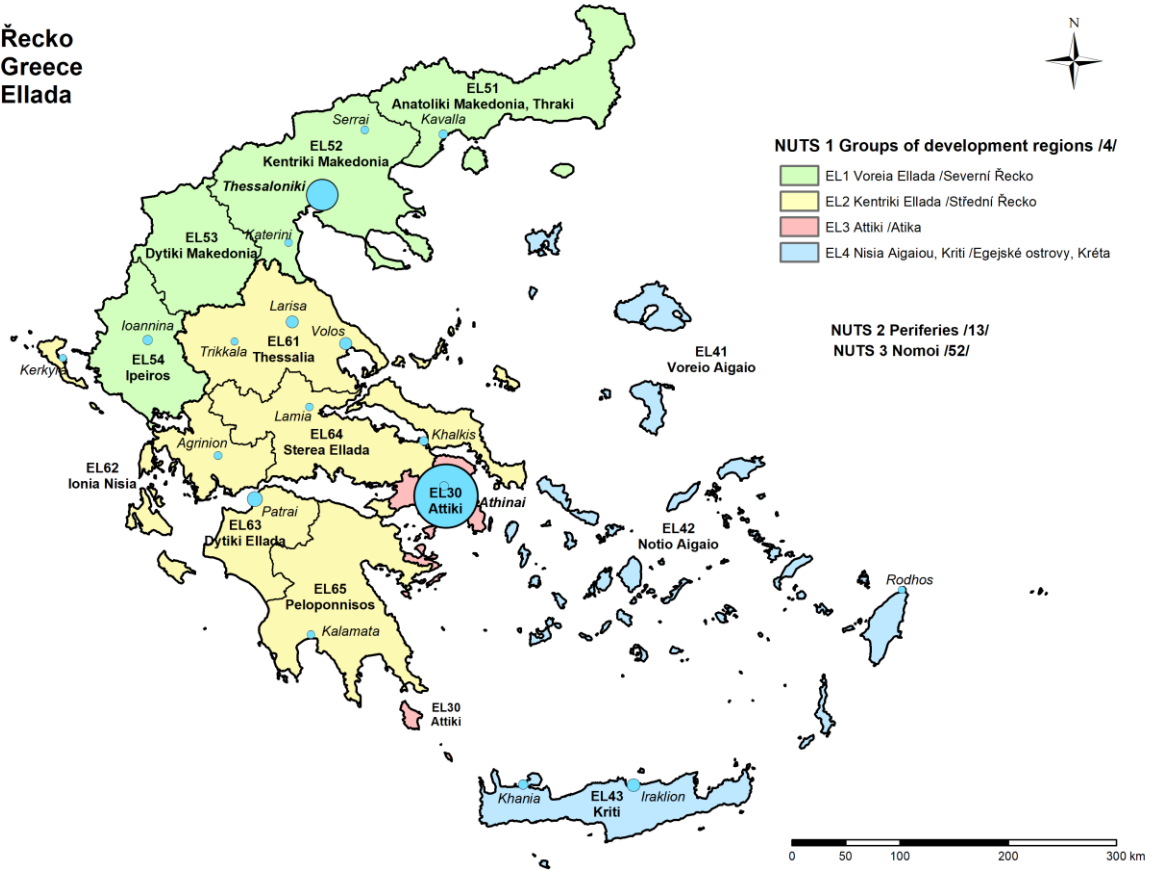 Řecko
Greece
Ellada
N
EL51
Anatoliki Makedonia, Thraki
Serrai
Kavalla
EL52
Kentriki Makedonia
Thessaloniki
NUTS 1 Groups of development regions /4/
EL1 Voreia Ellada /Severní Řecko
EL2 Kentriki Ellada /Střední Řecko
EL3 Attiki /Atika
EL4 Nisia Aigaiou, Kriti /Egejské ostrovy, Kréta
NUTS 2 Periferies /13/
NUTS 3 Nomoi /52/
EL53
Dytiki Makedonia
Katerini
Larisa
Ioannina
Volos
Trikkala
EL61
Thessalia
EL54
Ipeiros
Kerkyra
EL41
Voreio Aigaio
Lamia
Agrinion
EL64
Sterea Ellada
Khalkis
EL62
Ionia Nisia
EL30
Attiki
Athinai
Patrai
EL63
Dytiki Ellada
EL42
Notio Aigaio
Rodhos
EL65
Peloponnisos
Kalamata
EL30
Attiki
Khania
EL43
Kriti
Iraklion
0 50 100 200 300 km